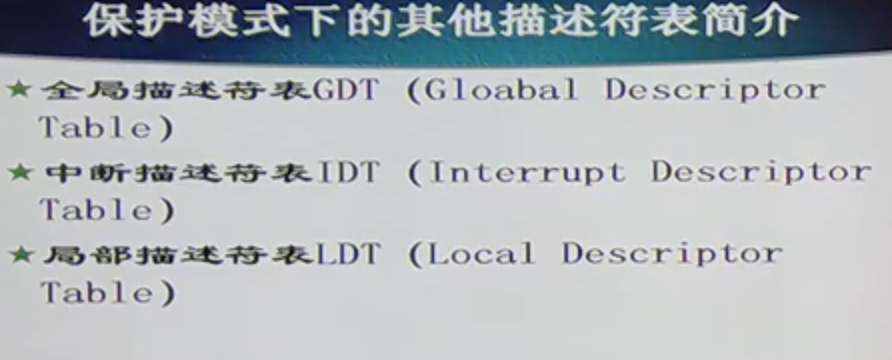 保护模式下的其他描述符表简介
★全局描述符表GDT (Gloabal Descriptor
Table)
★中断描述符表IDT (Interrupt Descriptor
Table)
★局部描述符表LDT (Local Descriptor
Table)